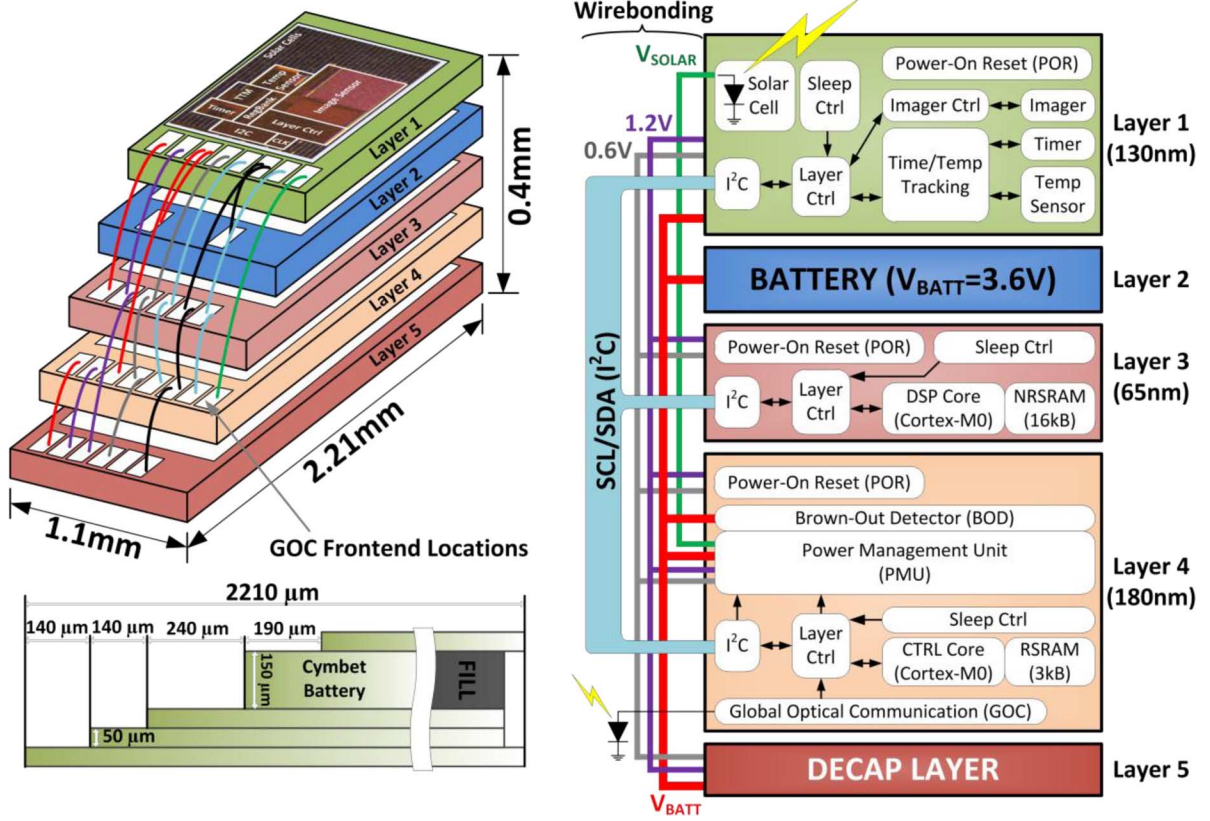 Solar Cells
Temp
Sensor
ITM
Image Sensor
RegBank
Timer
Layer Ctrl
I2C
CLK
Layer 1
Layer 2
Layer 3
Layer 4
Layer 5
0.4mm
2.21mm
1.1mm
GOC Frontend Locations
2210 μm
140 μm
140 μm
240 μm
190 μm
150 μm
50 μm
Cymbet
Battery
FILL
Wirebonding
VSOLAR
1.2V
0.6V
SCL/SDA (I²C)
VBATT
Solar
Cell
Sleep
Ctrl
Power-On Reset (POR)
Imager Ctrl
Imager
Timer
Time/Temp
Tracking
Temp
Sensor
I²C
Layer
Ctrl
Layer 1
(130nm)
BATTERY (VBATT=3.6V)
Layer 2
Power-On Reset (POR)
Sleep Ctrl
I²C
Layer
Ctrl
DSP Core
(Cortex-M0)
NRSRAM
(16kB)
Layer 3
(65nm)
Power-On Reset (POR)
Brown-Out Detector (BOD)
Power Management Unit
(PMU)
Sleep Ctrl
I²C
Layer
Ctrl
CTRL Core
(Cortex-M0)
RSRAM
(3kB)
Global Optical Communication (GOC)
Layer 4
(180nm)
DECAP LAYER
Layer 5